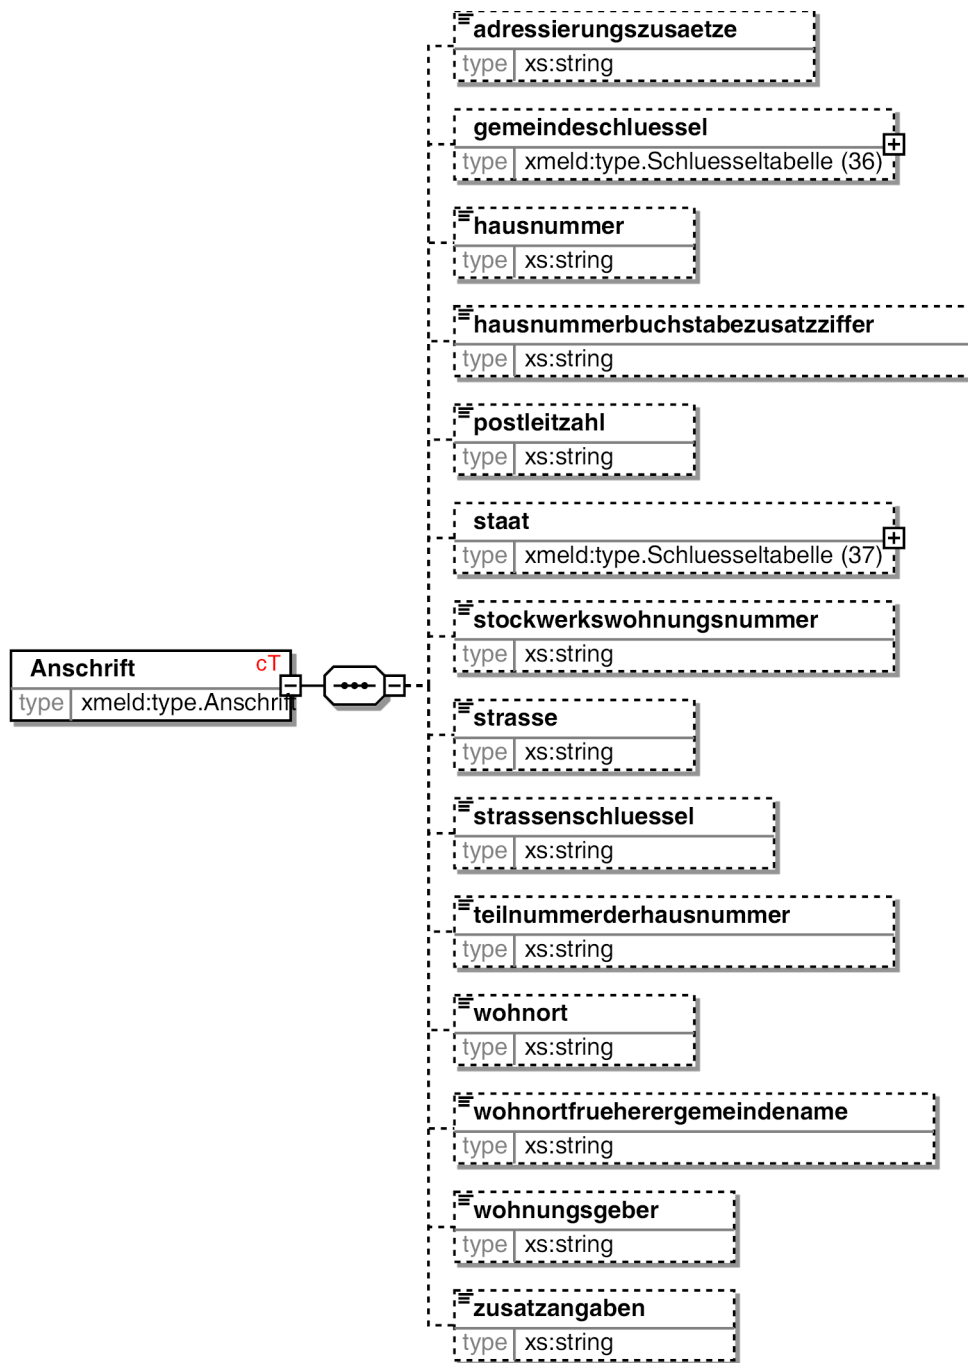 adressierungszusaetze
type xs:string
gemeindeschluessel
type xmeld:type.Schluesseltabelle (36)
hausnummer
type xs:string
hausnummerbuchstabezusatzziffer
type xs:string
postleitzahl
type xs:string
staat
type xmeld:type.Schluesseltabelle (37)
stockwerkswohnungsnummer
type xs:string
Anschrift cT
type xmeld:type.Anschrift
strasse
type xs:string
strassenschluessel
type xs:string
teilnummerderhausnummer
type xs:string
wohnort
type xs:string
wohnortfruehererergemeindename
type xs:string
wohnungsgeber
type xs:string
zusatzangaben
type xs:string